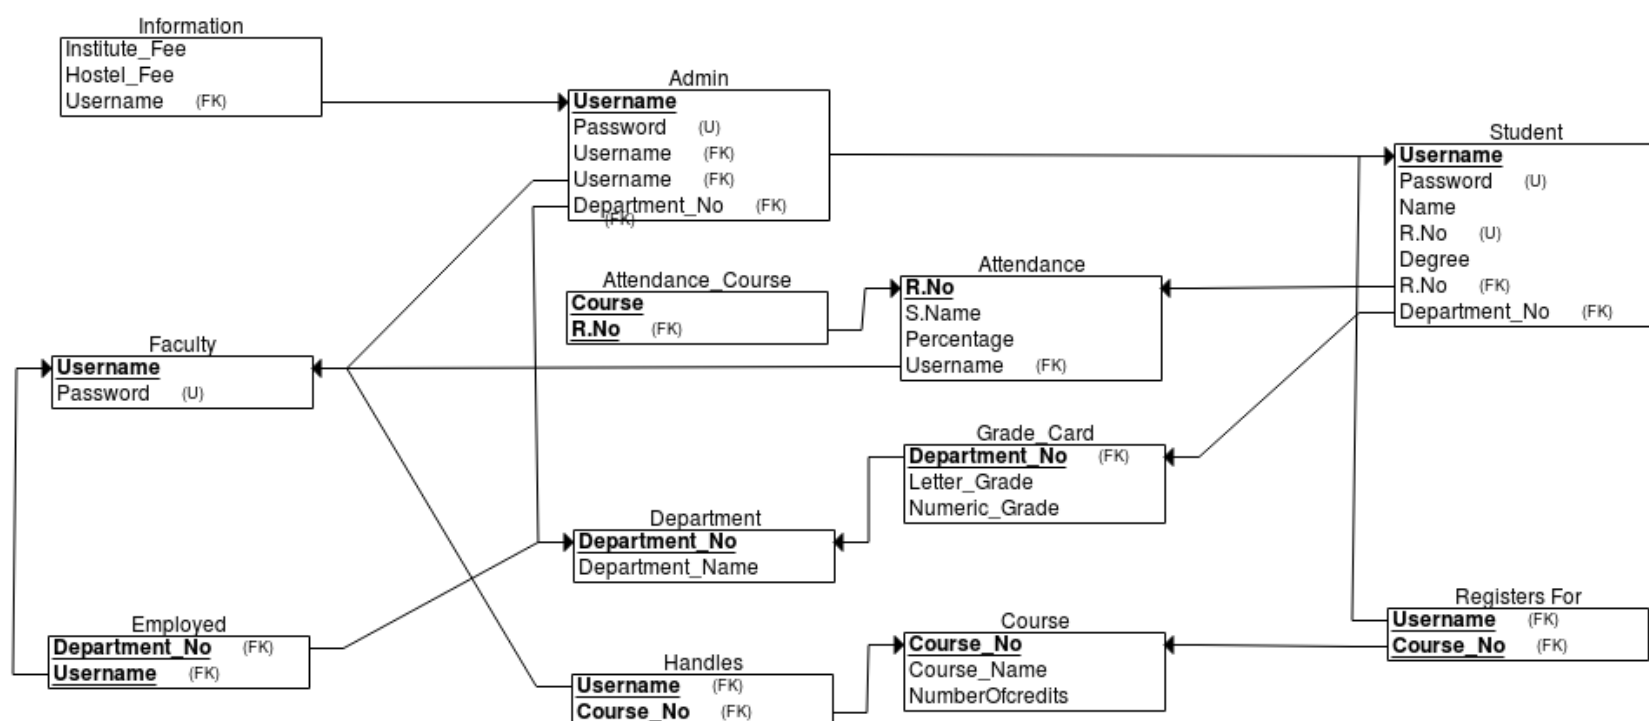 Information
Institute_Fee
Hostel_Fee
Username (FK)
Admin
Username
Password (U)
Username (FK)
Username (FK)
Department_No (FK)
(FK)
Student
Username
Password (U)
Name
R.No (U)
Degree
R.No (FK)
Department_No (FK)
Attendance_Course
Course
R.No (FK)
Attendance
R.No
S.Name
Percentage
Username (FK)
Faculty
Username
Password (U)
Grade_Card
Department_No (FK)
Letter_Grade
Numeric_Grade
Department
Department_No
Department_Name
Employed
Department_No (FK)
Username (FK)
Handles
Username (FK)
Course_No (FK)
Course
Course_No
Course_Name
NumberOfcredits
Registers For
Username (FK)
Course_No (FK)